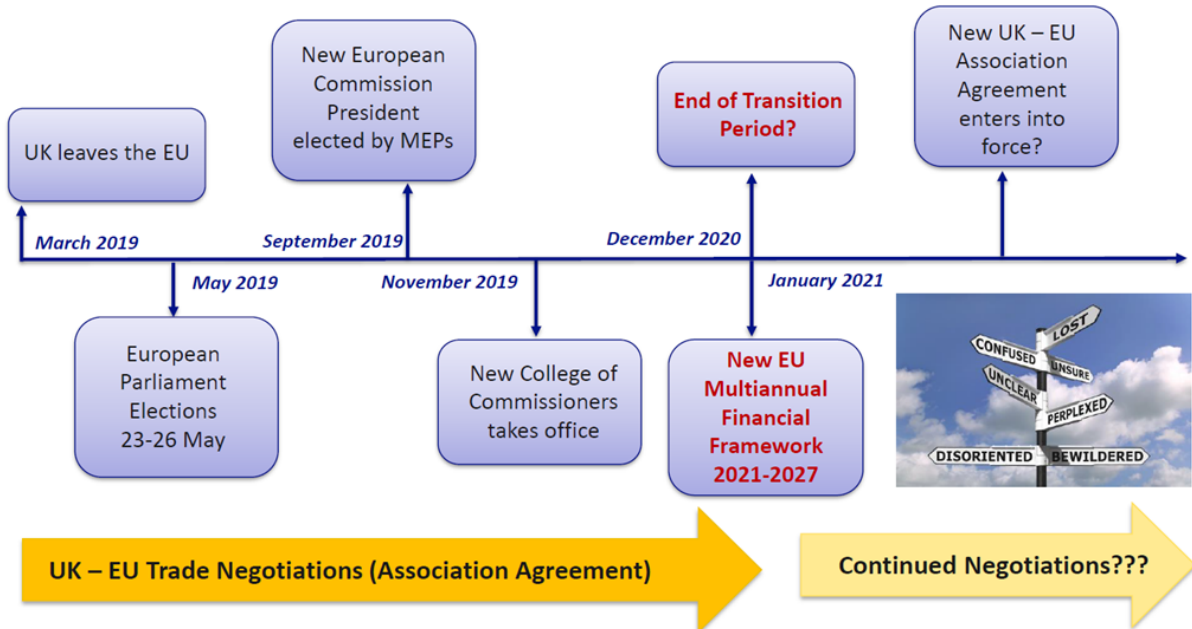 New European
Commission
President
elected by MEPs
New UK – EU
Association
Agreement
enters into
force?
End of Transition
Period?
UK leaves the EU
March 2019
September 2019
December 2020
May 2019
November 2019
January 2021
European
Parliament
Elections
23-26 May
New College of
Commissioners
takes office
New EU
Multiannual
Financial
Framework
2021-2027
LOST
CONFUSED
UNSURE
UNCLEAR
PERPLEXED
DISORIENTED
BEWILDERED
UK – EU Trade Negotiations (Association Agreement)
Continued Negotiations???